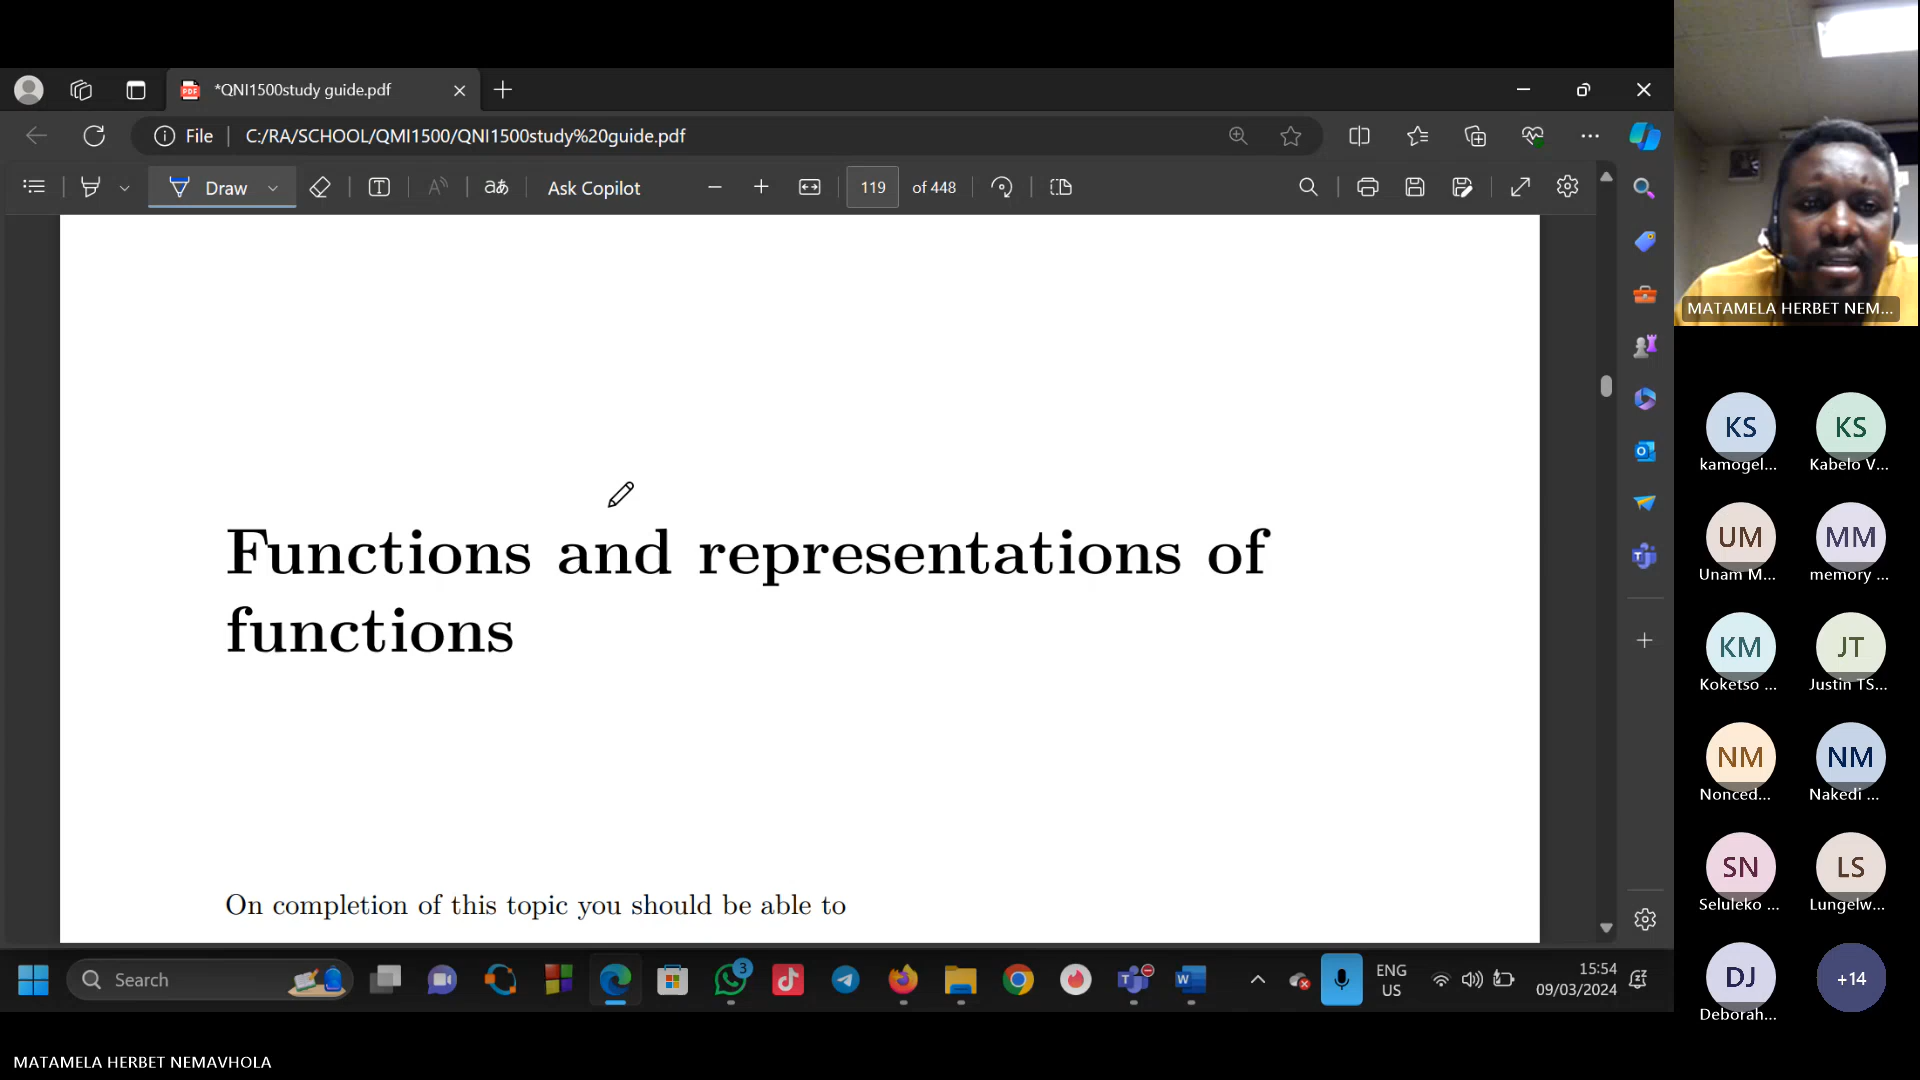 *QNI1500study guide.pdf
File
C:/RA/SCHOOL/QMI1500/QNI1500study%20guide.pdf
Draw
aあ
Ask Copilot
119 of 448
Functions and representations of
functions
On completion of this topic you should be able to
MATAMELA HERBET NEM...
KS
KS
kamogel...
Kabelo V...
UM
MM
Unam M...
memory ...
KM
JT
Koketso ...
Justin TS...
NM
NM
Nonced...
Nakedi ...
SN
LS
Seluleko ...
Lungelw...
DJ
+14
Deborah...
Search
3
ENG
US
15:54
09/03/2024
MATAMELA HERBET NEMAVHOLA